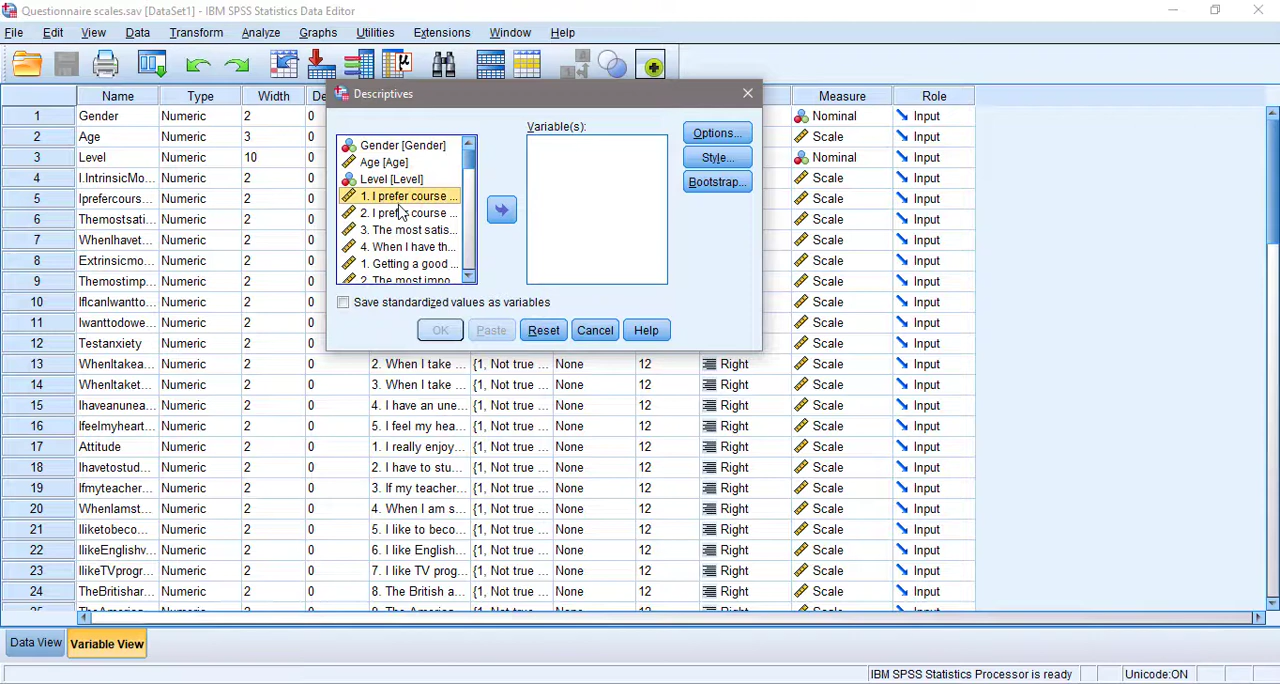 Questionnaire scales.sav [DataSet1] - IBM SPSS Statistics Data Editor
File Edit View Data Transform Analyze Graphs Utilities Extensions Window Help
Descriptives
Name Type Width De Measure Role
Variable(s):
Gender [Gender]
Age [Age]
Level [Level]
1. I prefer course ...
2. I prefer course ...
3. The most satis...
4. When I have th...
1. Getting a good ...
2. The most impo
Options...
Style...
Bootstrap...
Save standardized values as variables
OK Paste Reset Cancel Help
1 Gender Numeric 2 Nominal Input
2 Age Numeric 3 Scale Input
3 Level Numeric 10 Nominal Input
4 I.IntrinsicMo... Numeric 2 0 Scale Input
5 Iprefercours... Numeric 2 0 Scale Input
6 Themostsati... Numeric 2 0 Scale Input
7 WhenIhavet... Numeric 2 0 Scale Input
8 Extrinsicmo... Numeric 2 0 Scale Input
9 Themostimp... Numeric 2 0 Scale Input
10 IfIcanIwantto... Numeric 2 0 Scale Input
11 Iwanttodowe... Numeric 2 0 Scale Input
12 Testanxiety Numeric 2 0 Scale Input
13 WhenItakea... Numeric 2 0 2. When I take ... {1, Not true ... None 12 Right Scale Input
14 WhenItaket... Numeric 2 0 3. When I take ... {1, Not true ... None 12 Right Scale Input
15 Ihaveanunea... Numeric 2 0 4. I have an une... {1, Not true ... None 12 Right Scale Input
16 Ifeelmyheart... Numeric 2 0 5. I feel my hea... {1, Not true ... None 12 Right Scale Input
17 Attitude Numeric 2 0 1. I really enjoy... {1, Not true ... None 12 Right Scale Input
18 Ihavetostud... Numeric 2 0 2. I have to stu... {1, Not true ... None 12 Right Scale Input
19 Ifmyteacher... Numeric 2 0 3. If my teacher... {1, Not true ... None 12 Right Scale Input
20 WhenIamst... Numeric 2 0 4. When I am s... {1, Not true ... None 12 Right Scale Input
21 Iliketobeco... Numeric 2 0 5. I like to beco... {1, Not true ... None 12 Right Scale Input
22 IlikeEnglishv... Numeric 2 0 6. I like English... {1, Not true ... None 12 Right Scale Input
23 IlikeTVprogr... Numeric 2 0 7. I like TV prog... {1, Not true ... None 12 Right Scale Input
24 TheBritishar... Numeric 2 0 8. The British a... {1, Not true ... None 12 Right Scale Input
Data View Variable View
IBM SPSS Statistics Processor is ready Unicode:ON